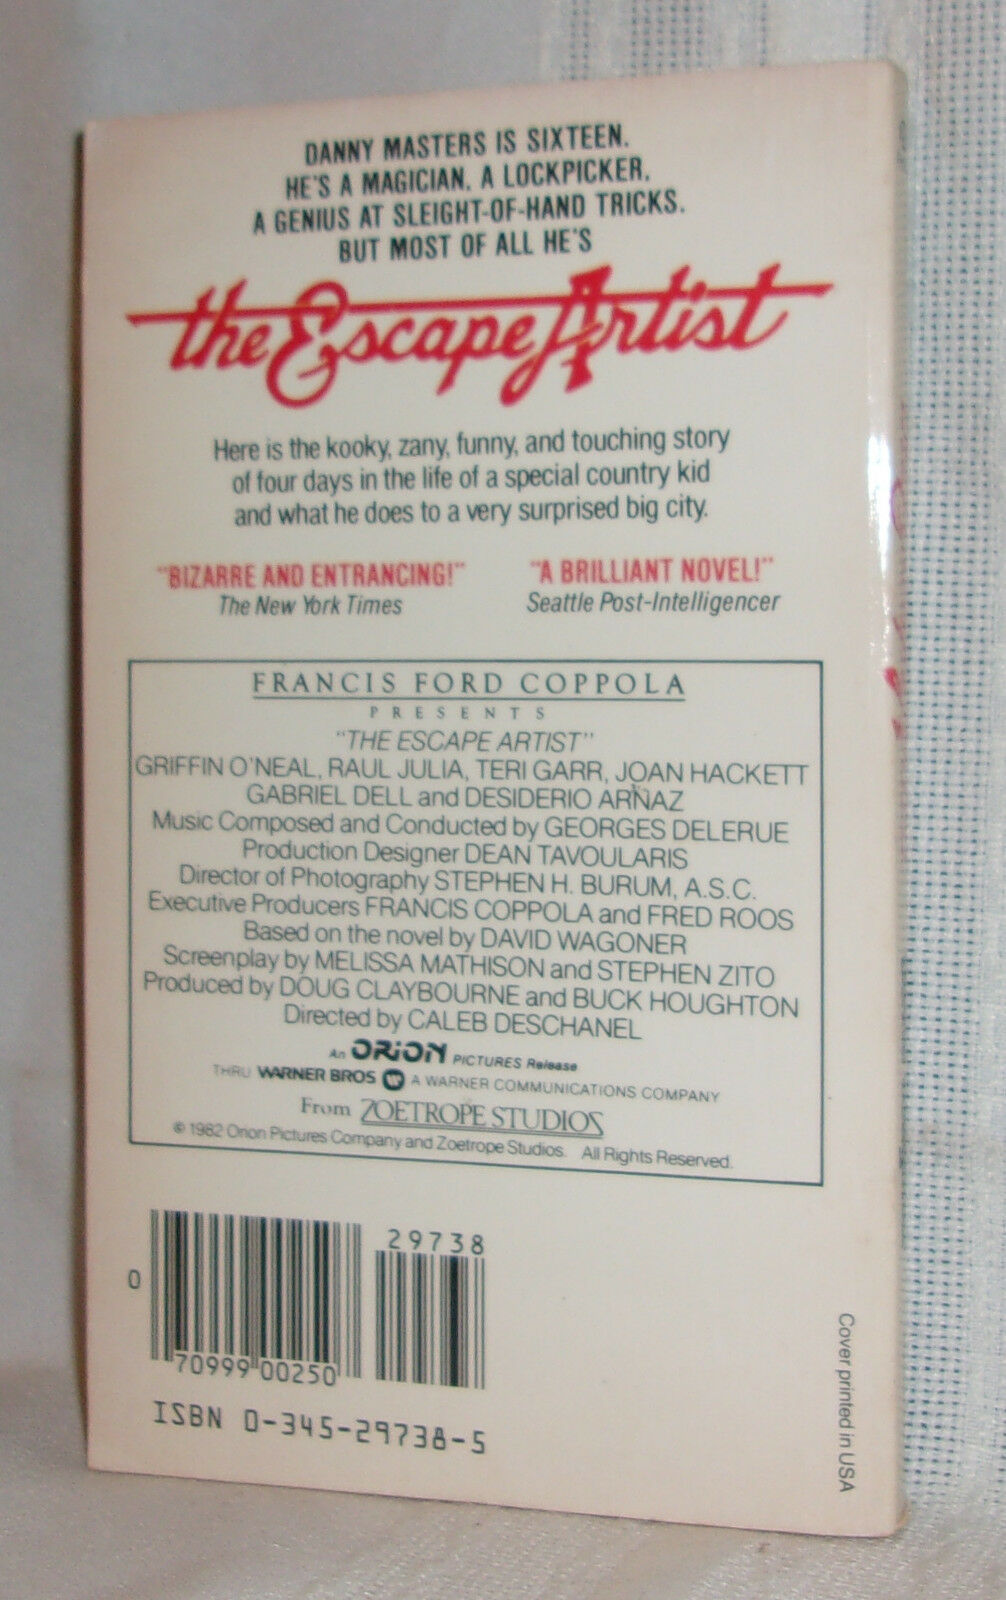 DANNY MASTERS IS SIXTEEN.
HE'S A MAGICIAN. A LOCKPICKER.
A GENIUS AT SLEIGHT-OF-HAND TRICKS.
BUT MOST OF ALL HE'S
the Escape Artist
Here is the kooky, zany, funny, and touching story
of four days in the life of a special country kid
and what he does to a very surprised big city.
"BIZARRE AND ENTRANCING!"
The New York Times
"A BRILLIANT NOVEL!"
Seattle Post-Intelligencer
FRANCIS FORD COPPOLA
PRESENTS
"THE ESCAPE ARTIST"
GRIFFIN O'NEAL, RAUL JULIA, TERI GARR, JOAN HACKETT
GABRIEL DELL and DESIDERIO ARNAZ
Music Composed and Conducted by GEORGES DELERUE
Production Designer DEAN TAVOULARIS
Director of Photography STEPHEN H. BURUM, A.S.C.
Executive Producers FRANCIS COPPOLA and FRED ROOS
Based on the novel by DAVID WAGONER
Screenplay by MELISSA MATHISON and STEPHEN ZITO
Produced by DOUG CLAYBOURNE and BUCK HOUGHTON
Directed by CALEB DESCHANEL
An ORION PICTURES Release
THRU WARNER BROS W A WARNER COMMUNICATIONS COMPANY
From ZOETROPE STUDIOS
© 1982 Orion Pictures Company and Zoetrope Studios. All Rights Reserved.
29738
0
70999 00250
ISBN 0-345-29738-5
Cover printed in USA